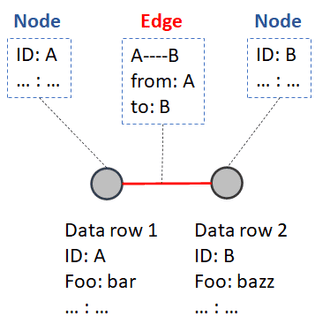 Node
Edge
Node
ID: A
... : ...
A----B
from: A
to: B
ID: B
... : ...
Data row 1
ID: A
Foo: bar
... : ...
Data row 2
ID: B
Foo: bazz
... : ...